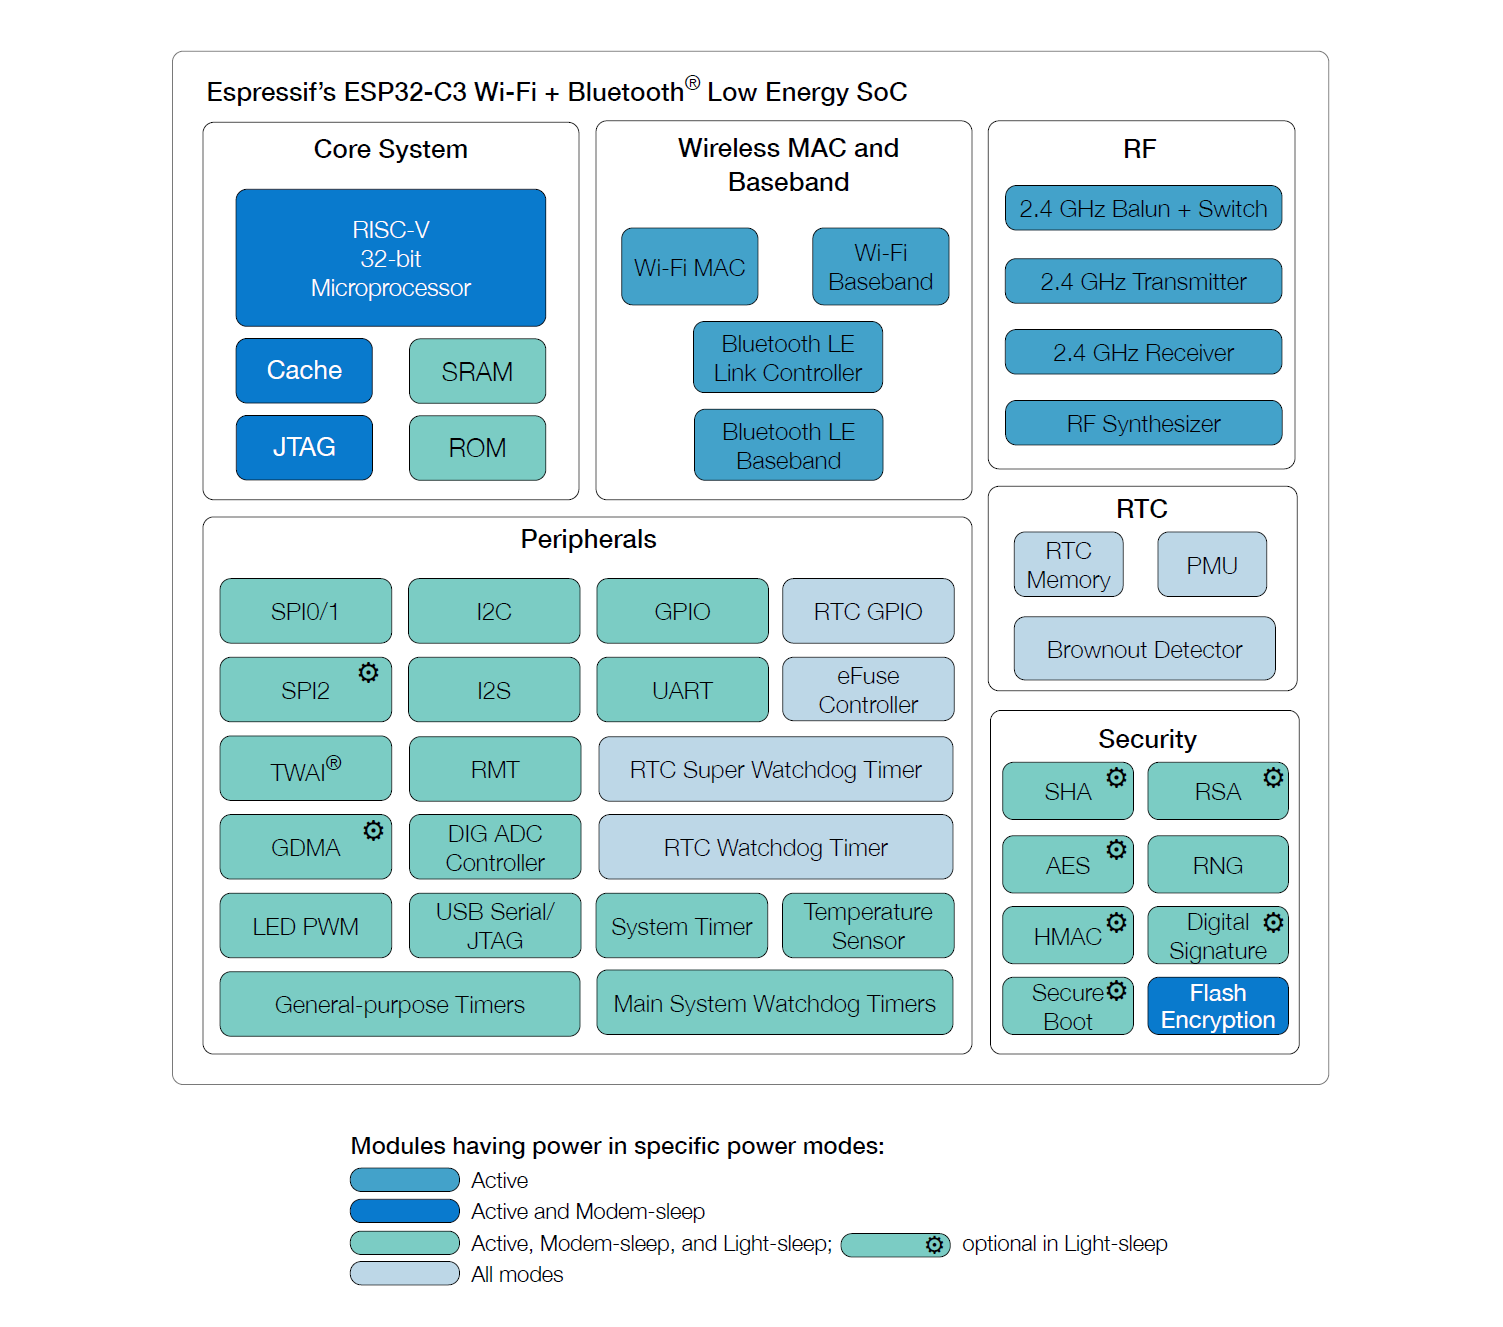 Espressif’s ESP32-C3 Wi-Fi + Bluetooth® Low Energy SoC
Core System
RISC-V
32-bit
Microprocessor
Cache
SRAM
JTAG
ROM
Wireless MAC and
Baseband
Wi-Fi MAC
Wi-Fi
Baseband
Bluetooth LE
Link Controller
Bluetooth LE
Baseband
RF
2.4 GHz Balun + Switch
2.4 GHz Transmitter
2.4 GHz Receiver
RF Synthesizer
Peripherals
SPI0/1
I2C
GPIO
RTC GPIO
SPI2
I2S
UART
eFuse
Controller
TWAI®
RMT
RTC Super Watchdog Timer
GDMA
DIG ADC
Controller
RTC Watchdog Timer
LED PWM
USB Serial/
JTAG
System Timer
Temperature
Sensor
General-purpose Timers
Main System Watchdog Timers
RTC
RTC
Memory
PMU
Brownout Detector
Security
SHA
RSA
AES
RNG
HMAC
Digital
Signature
Secure
Boot
Flash
Encryption
Modules having power in specific power modes:
Active
Active and Modem-sleep
Active, Modem-sleep, and Light-sleep; optional in Light-sleep
All modes